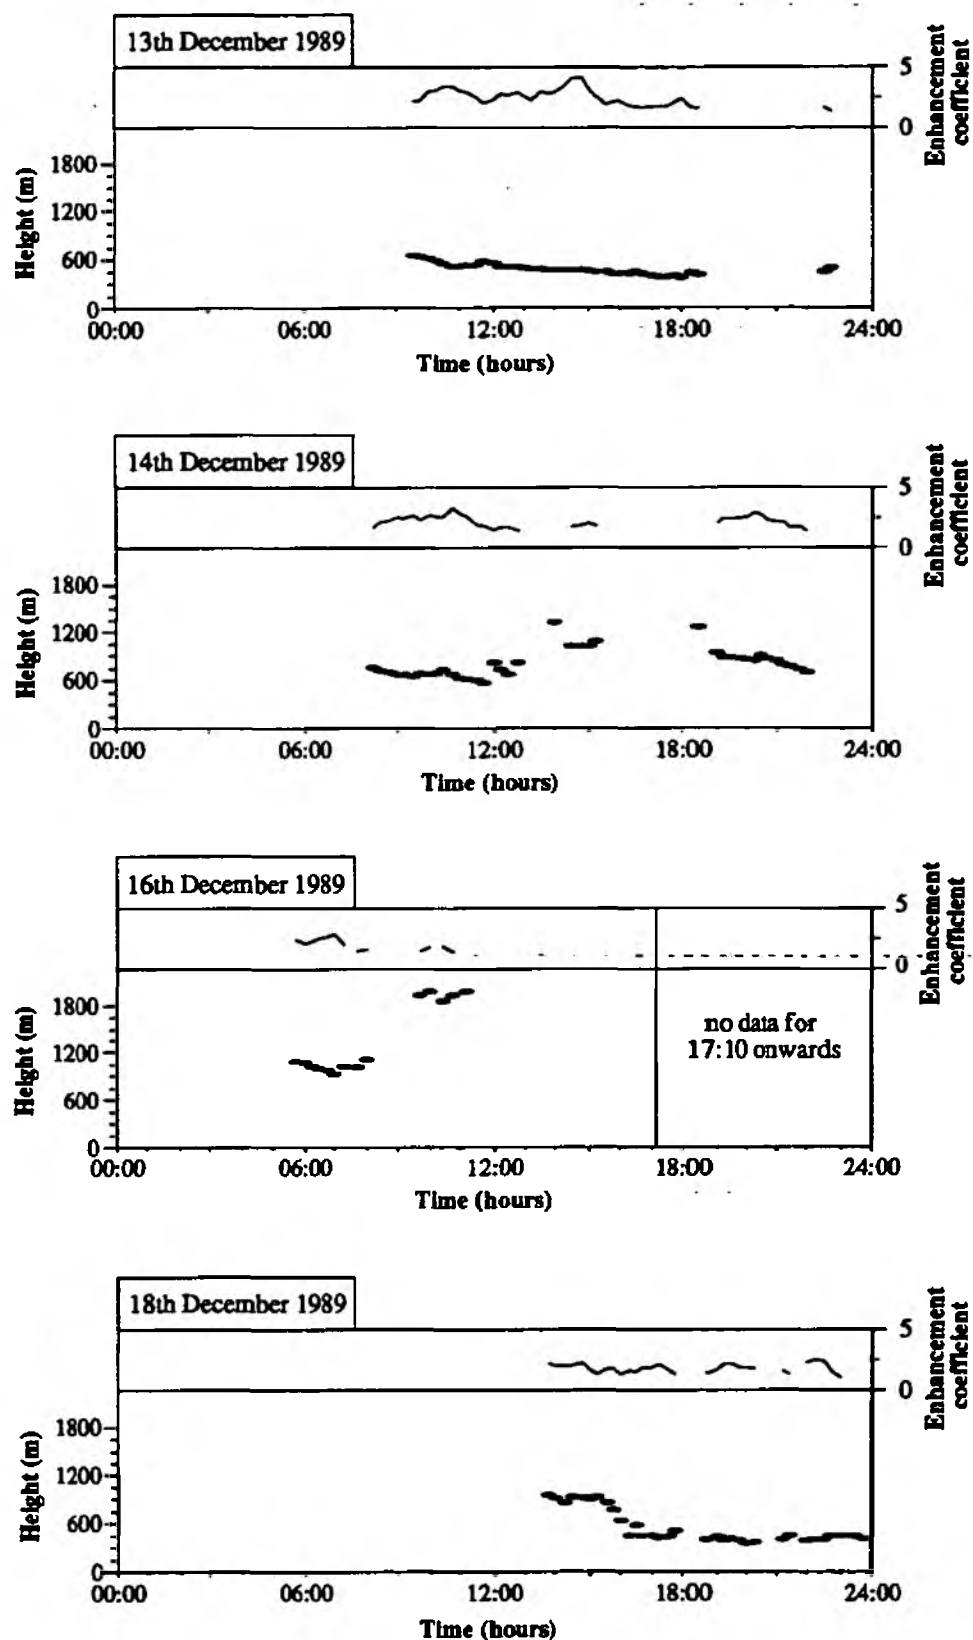 13th December 1989
5
0
Enhancement
coefficient
1800
1200
600
0
Height (m)
00:00 06:00 12:00 18:00 24:00
Time (hours)
14th December 1989
5
0
Enhancement
coefficient
1800
1200
600
0
Height (m)
00:00 06:00 12:00 18:00 24:00
Time (hours)
16th December 1989
5
0
Enhancement
coefficient
1800
1200
600
0
Height (m)
no data for
17:10 onwards
00:00 06:00 12:00 18:00 24:00
Time (hours)
18th December 1989
5
0
Enhancement
coefficient
1800
1200
600
0
Height (m)
00:00 06:00 12:00 18:00 24:00
Time (hours)